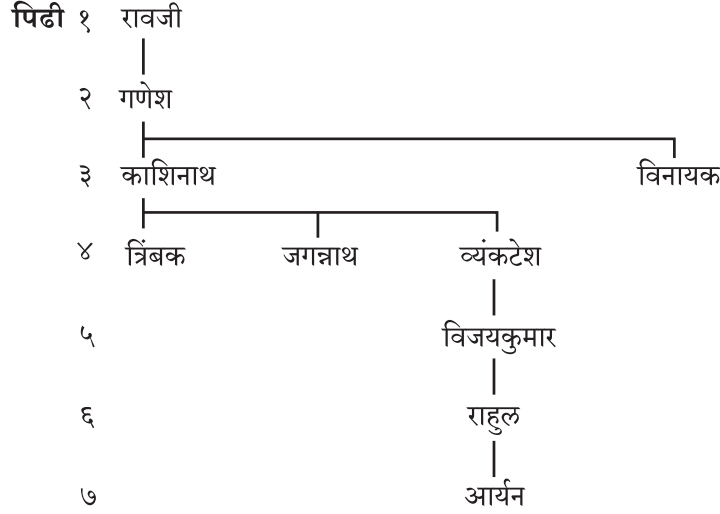 पिढी १ रावजी
२ गणेश
३ काशिनाथ विनायक
४ त्रिंबक जगन्नाथ व्यंकटेश
५ विजयकुमार
६ राहुल
७ आर्यन